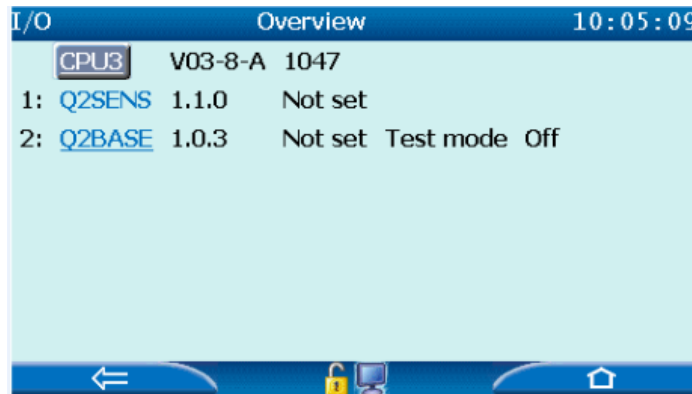 I/O Overview 10:05:09
CPU3 V03-8-A 1047
1: Q2SENS 1.1.0 Not set
2: Q2BASE 1.0.3 Not set Test mode Off